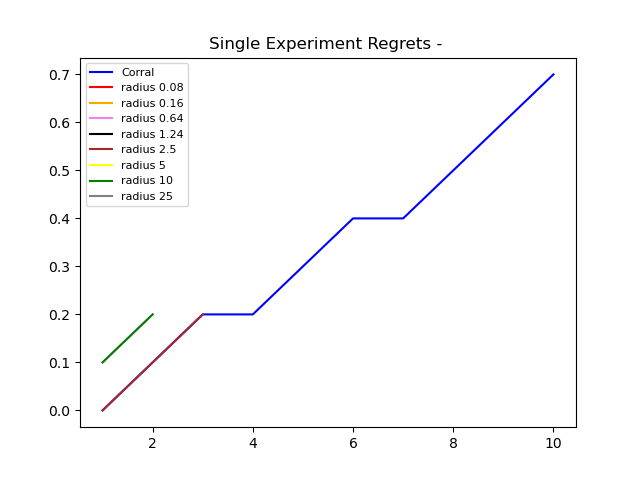 Single Experiment Regrets -
Corral
radius 0.08
radius 0.16
radius 0.64
radius 1.24
radius 2.5
radius 5
radius 10
radius 25
0.7
0.6
0.5
0.4
0.3
0.2
0.1
0.0
2 4 6 8 10